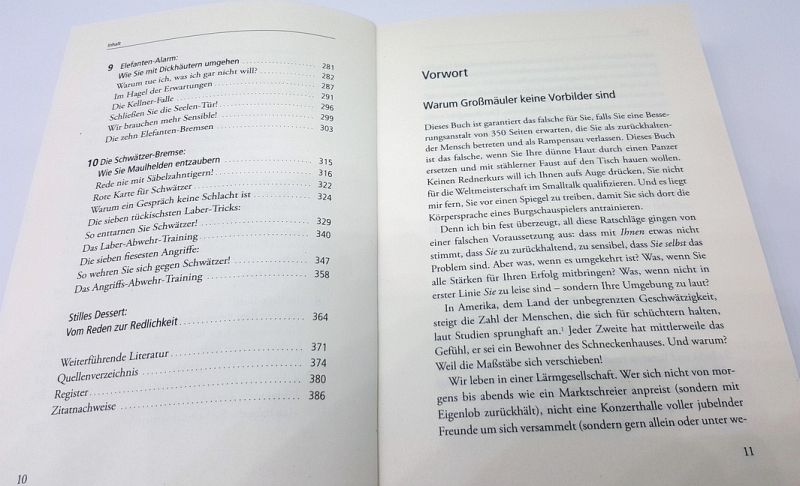 Inhalt
9 Elefanten-Alarm:
Wie Sie mit Dickhäutern umgehen 281
Warum tue ich, was ich gar nicht will? 282
Im Hagel der Erwartungen 287
Die Kellner-Falle 291
Schließen Sie die Seelen-Tür! 296
Wir brauchen mehr Sensible! 299
Die zehn Elefanten-Bremsen 303
10 Die Schwätzer-Bremse:
Wie Sie Maulhelden entzaubern 315
Rede nie mit Säbelzahntigern! 316
Rote Karte für Schwätzer 322
Warum ein Gespräch keine Schlacht ist 324
Die sieben tückischsten Laber-Tricks:
So enttarnen Sie Schwätzer! 329
Das Laber-Abwehr-Training 340
Die sieben fiesesten Angriffe:
So wehren Sie sich gegen Schwätzer! 347
Das Angriffs-Abwehr-Training 358
Stilles Dessert:
Vom Reden zur Redlichkeit 364
Weiterführende Literatur 371
Quellenverzeichnis 374
Register 380
Zitatnachweise 386
10
Vorwort
Warum Großmäuler keine Vorbilder sind
Dieses Buch ist garantiert das falsche für Sie, falls Sie eine Besse-
rungsanstalt von 350 Seiten erwarten, die Sie als zurückhalten-
der Mensch betreten und als Rampensau verlassen. Dieses Buch
ist das falsche, wenn Sie Ihre dünne Haut durch einen Panzer
ersetzen und mit stählerner Faust auf den Tisch hauen wollen.
Keinen Rednerkurs will ich Ihnen aufs Auge drücken, Sie nicht
für die Weltmeisterschaft im Smalltalk qualifizieren. Und es liegt
mir fern, Sie vor einen Spiegel zu treiben, damit Sie sich dort die
Körpersprache eines Burgschauspielers antrainieren.
Denn ich bin fest überzeugt, all diese Ratschläge gingen von
einer falschen Voraussetzung aus: dass mit Ihnen etwas nicht
stimmt, dass Sie zu zurückhaltend, zu sensibel, dass Sie selbst das
Problem sind. Aber was, wenn es umgekehrt ist? Was, wenn Sie
alle Stärken für Ihren Erfolg mitbringen? Was, wenn nicht in
erster Linie Sie zu leise sind – sondern Ihre Umgebung zu laut?
In Amerika, dem Land der unbegrenzten Geschwätzigkeit,
steigt die Zahl der Menschen, die sich für schüchtern halten,
laut Studien sprunghaft an.¹ Jeder Zweite hat mittlerweile das
Gefühl, er sei ein Bewohner des Schneckenhauses. Und warum?
Weil die Maßstäbe sich verschieben!
Wir leben in einer Lärmgesellschaft. Wer sich nicht von mor-
gens bis abends wie ein Marktschreier anpreist (sondern mit
Eigenlob zurückhält), nicht eine Konzerthalle voller jubelnder
Freunde um sich versammelt (sondern gern allein oder unter we-
11